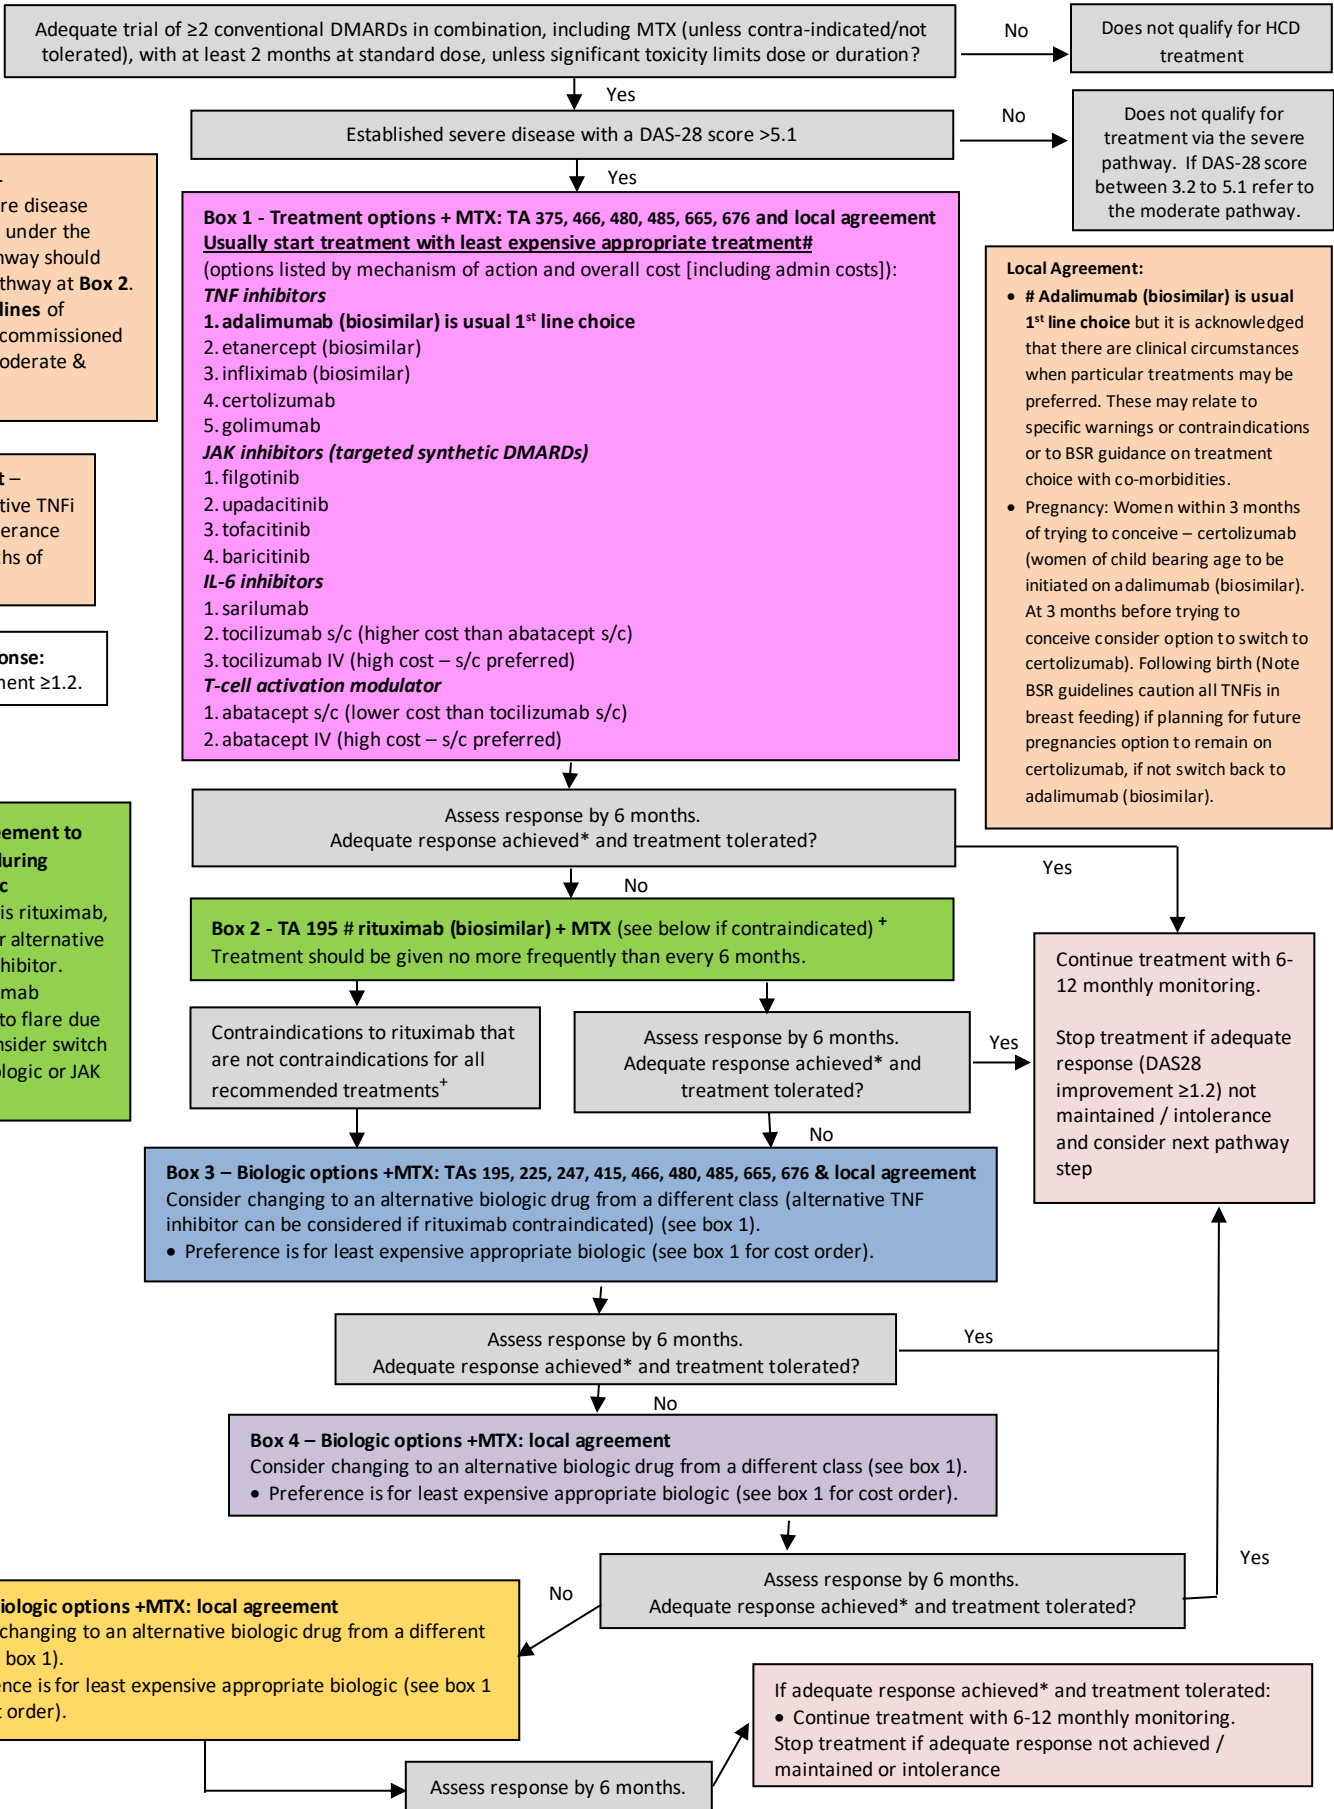 Adequate trial of ≥2 conventional DMARDs in combination, including MTX (unless contra-indicated/not
tolerated), with at least 2 months at standard dose, unless significant toxicity limits dose or duration?
No
Does not qualify for HCD
treatment
Yes
Established severe disease with a DAS-28 score >5.1
No
Does not qualify for
treatment via the severe
pathway. If DAS-28 score
between 3.2 to 5.1 refer to
the moderate pathway.
Yes
–
re disease
under the
nway should
thway at Box 2.
lines of
commissioned
oderate &
t –
tive TNFi
erance
hs of
onse:
ment ≥1.2.
Box 1 - Treatment options + MTX: TA 375, 466, 480, 485, 665, 676 and local agreement
Usually start treatment with least expensive appropriate treatment#
(options listed by mechanism of action and overall cost [including admin costs]):
TNF inhibitors
1. adalimumab (biosimilar) is usual 1st line choice
2. etanercept (biosimilar)
3. infliximab (biosimilar)
4. certolizumab
5. golimumab
JAK inhibitors (targeted synthetic DMARDs)
1. filgotinib
2. upadacitinib
3. tofacitinib
4. baricitinib
IL-6 inhibitors
1. sarilumab
2. tocilizumab s/c (higher cost than abatacept s/c)
3. tocilizumab IV (high cost – s/c preferred)
T-cell activation modulator
1. abatacept s/c (lower cost than tocilizumab s/c)
2. abatacept IV (high cost – s/c preferred)
Local Agreement:
• # Adalimumab (biosimilar) is usual
1st line choice but it is acknowledged
that there are clinical circumstances
when particular treatments may be
preferred. These may relate to
specific warnings or contraindications
or to BSR guidance on treatment
choice with co-morbidities.
• Pregnancy: Women within 3 months
of trying to conceive – certolizumab
(women of child bearing age to be
initiated on adalimumab (biosimilar).
At 3 months before trying to
conceive consider option to switch to
certolizumab). Following birth (Note
BSR guidelines caution all TNFis in
breast feeding) if planning for future
pregnancies option to remain on
certolizumab, if not switch back to
adalimumab (biosimilar).
Assess response by 6 months.
Adequate response achieved* and treatment tolerated?
Yes
No
eement to
during
c
is rituximab,
r alternative
hibitor.
mab
to flare due
nsider switch
ologic or JAK
Box 2 - TA 195 # rituximab (biosimilar) + MTX (see below if contraindicated) +
Treatment should be given no more frequently than every 6 months.
Contraindications to rituximab that
are not contraindications for all
recommended treatments+
Assess response by 6 months.
Adequate response achieved* and
treatment tolerated?
Yes
Continue treatment with 6-
12 monthly monitoring.
Stop treatment if adequate
response (DAS28
improvement ≥1.2) not
maintained / intolerance
and consider next pathway
step
No
Box 3 – Biologic options +MTX: TAs 195, 225, 247, 415, 466, 480, 485, 665, 676 & local agreement
Consider changing to an alternative biologic drug from a different class (alternative TNF
inhibitor can be considered if rituximab contraindicated) (see box 1).
• Preference is for least expensive appropriate biologic (see box 1 for cost order).
Assess response by 6 months.
Adequate response achieved* and treatment tolerated?
Yes
No
Box 4 – Biologic options +MTX: local agreement
Consider changing to an alternative biologic drug from a different class (see box 1).
• Preference is for least expensive appropriate biologic (see box 1 for cost order).
Assess response by 6 months.
Adequate response achieved* and treatment tolerated?
Yes
No
iologic options +MTX: local agreement
changing to an alternative biologic drug from a different
box 1).
ence is for least expensive appropriate biologic (see box 1
t order).
Assess response by 6 months.
If adequate response achieved* and treatment tolerated:
• Continue treatment with 6-12 monthly monitoring.
Stop treatment if adequate response not achieved /
maintained or intolerance